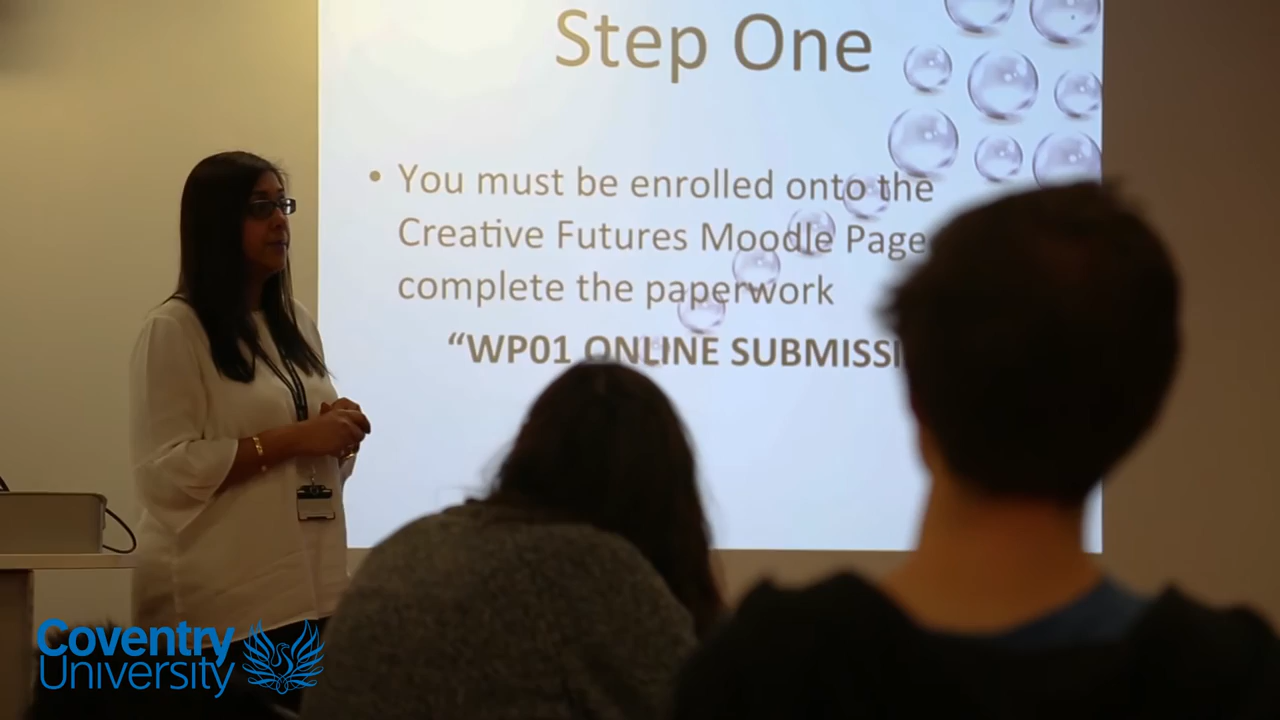 Step One
• You must be enrolled onto the
Creative Futures Moodle Page
complete the paperwork
“WP01 ONLINE
Coventry
University